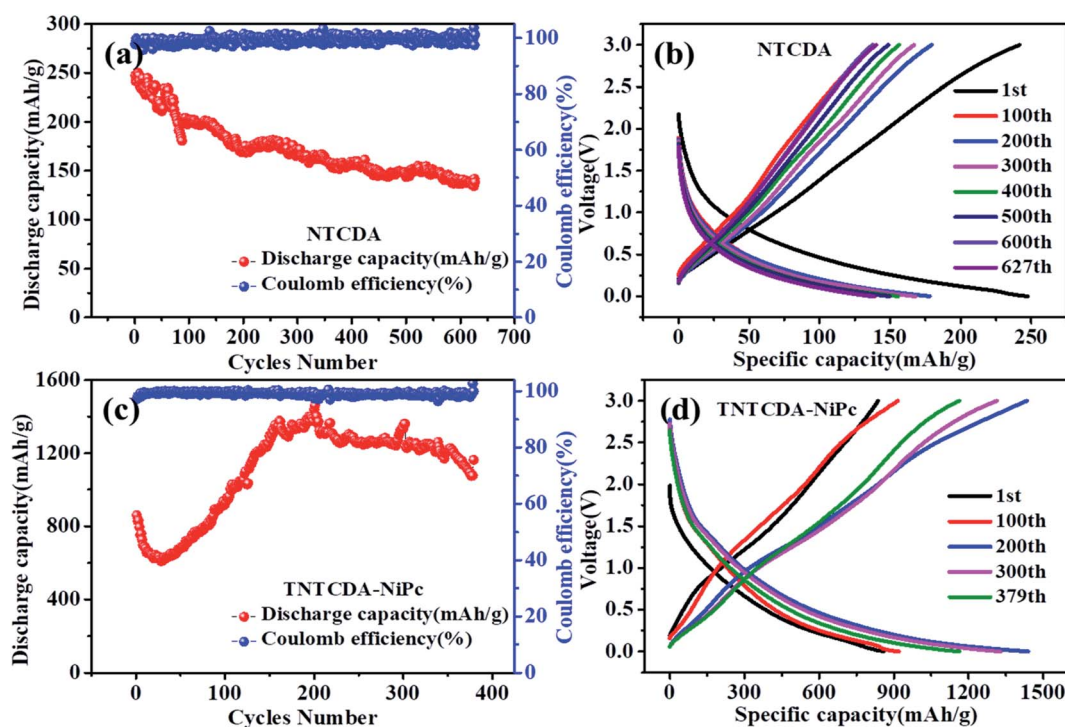 (a)
300
250
200
150
100
50
0
Discharge capacity(mAh/g)
NTCDA
Discharge capacity(mAh/g)
Coulomb efficiency(%)
100
80
60
40
20
0
Coulomb efficiency(%)
0 100 200 300 400 500 600 700
Cycles Number
(b)
NTCDA
3.0
2.5
2.0
1.5
1.0
0.5
0.0
Voltage(V)
1st
100th
200th
300th
400th
500th
600th
627th
0 50 100 150 200 250
Specific capacity(mAh/g)
(c)
1600
1200
800
400
0
Discharge capacity(mAh/g)
TNTCDA-NiPc
Discharge capacity(mAh/g)
Coulomb efficiency(%)
100
80
60
40
20
0
Coulomb efficiency(%)
0 100 200 300 400
Cycles Number
(d)
TNTCDA-NiPc
3.0
2.5
2.0
1.5
1.0
0.5
0.0
Voltage(V)
1st
100th
200th
300th
379th
0 300 600 900 1200 1500
Specific capacity(mAh/g)